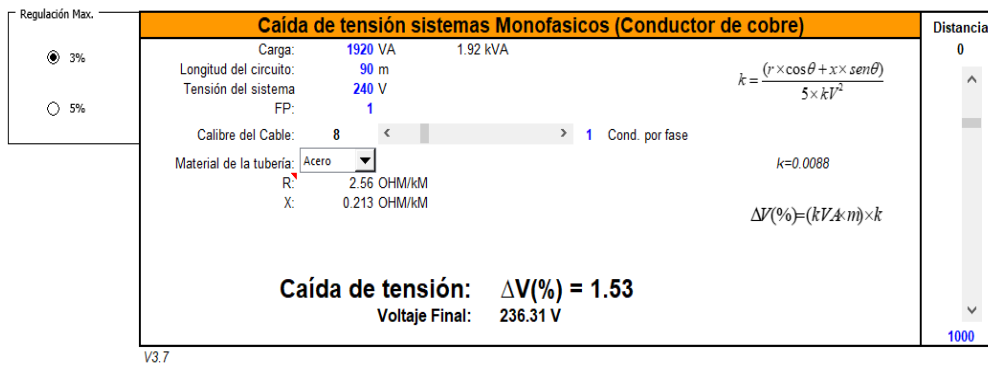 Regulación Max.
3%
5%
Caída de tensión sistemas Monofasicos (Conductor de cobre)
Carga: 1920 VA 1.92 kVA
Longitud del circuito: 90 m
Tensión del sistema 240 V
FP: 1
Calibre del Cable: 8 1 Cond. por fase
Material de la tubería: Acero
R: 2.56 OHM/kM
X: 0.213 OHM/kM
k = (r × cosθ + x × senθ) / 5 × kV²
k=0.0088
ΔV(%)=(kVA×m)×k
Caída de tensión: ΔV(%) = 1.53
Voltaje Final: 236.31 V
Distancia
0
1000
V3.7